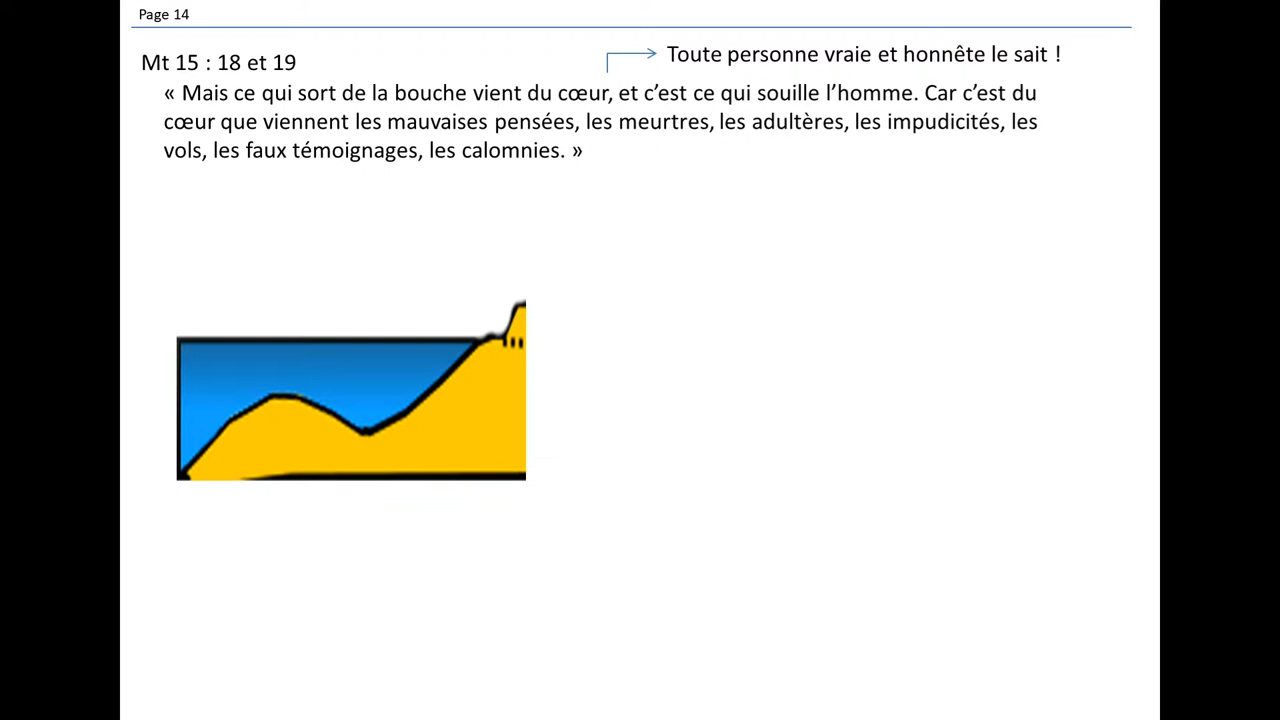 Page 14
Toute personne vraie et honnête le sait !
Mt 15 : 18 et 19
« Mais ce qui sort de la bouche vient du cœur, et c’est ce qui souille l’homme. Car c’est du
cœur que viennent les mauvaises pensées, les meurtres, les adultères, les impudicités, les
vols, les faux témoignages, les calomnies. »